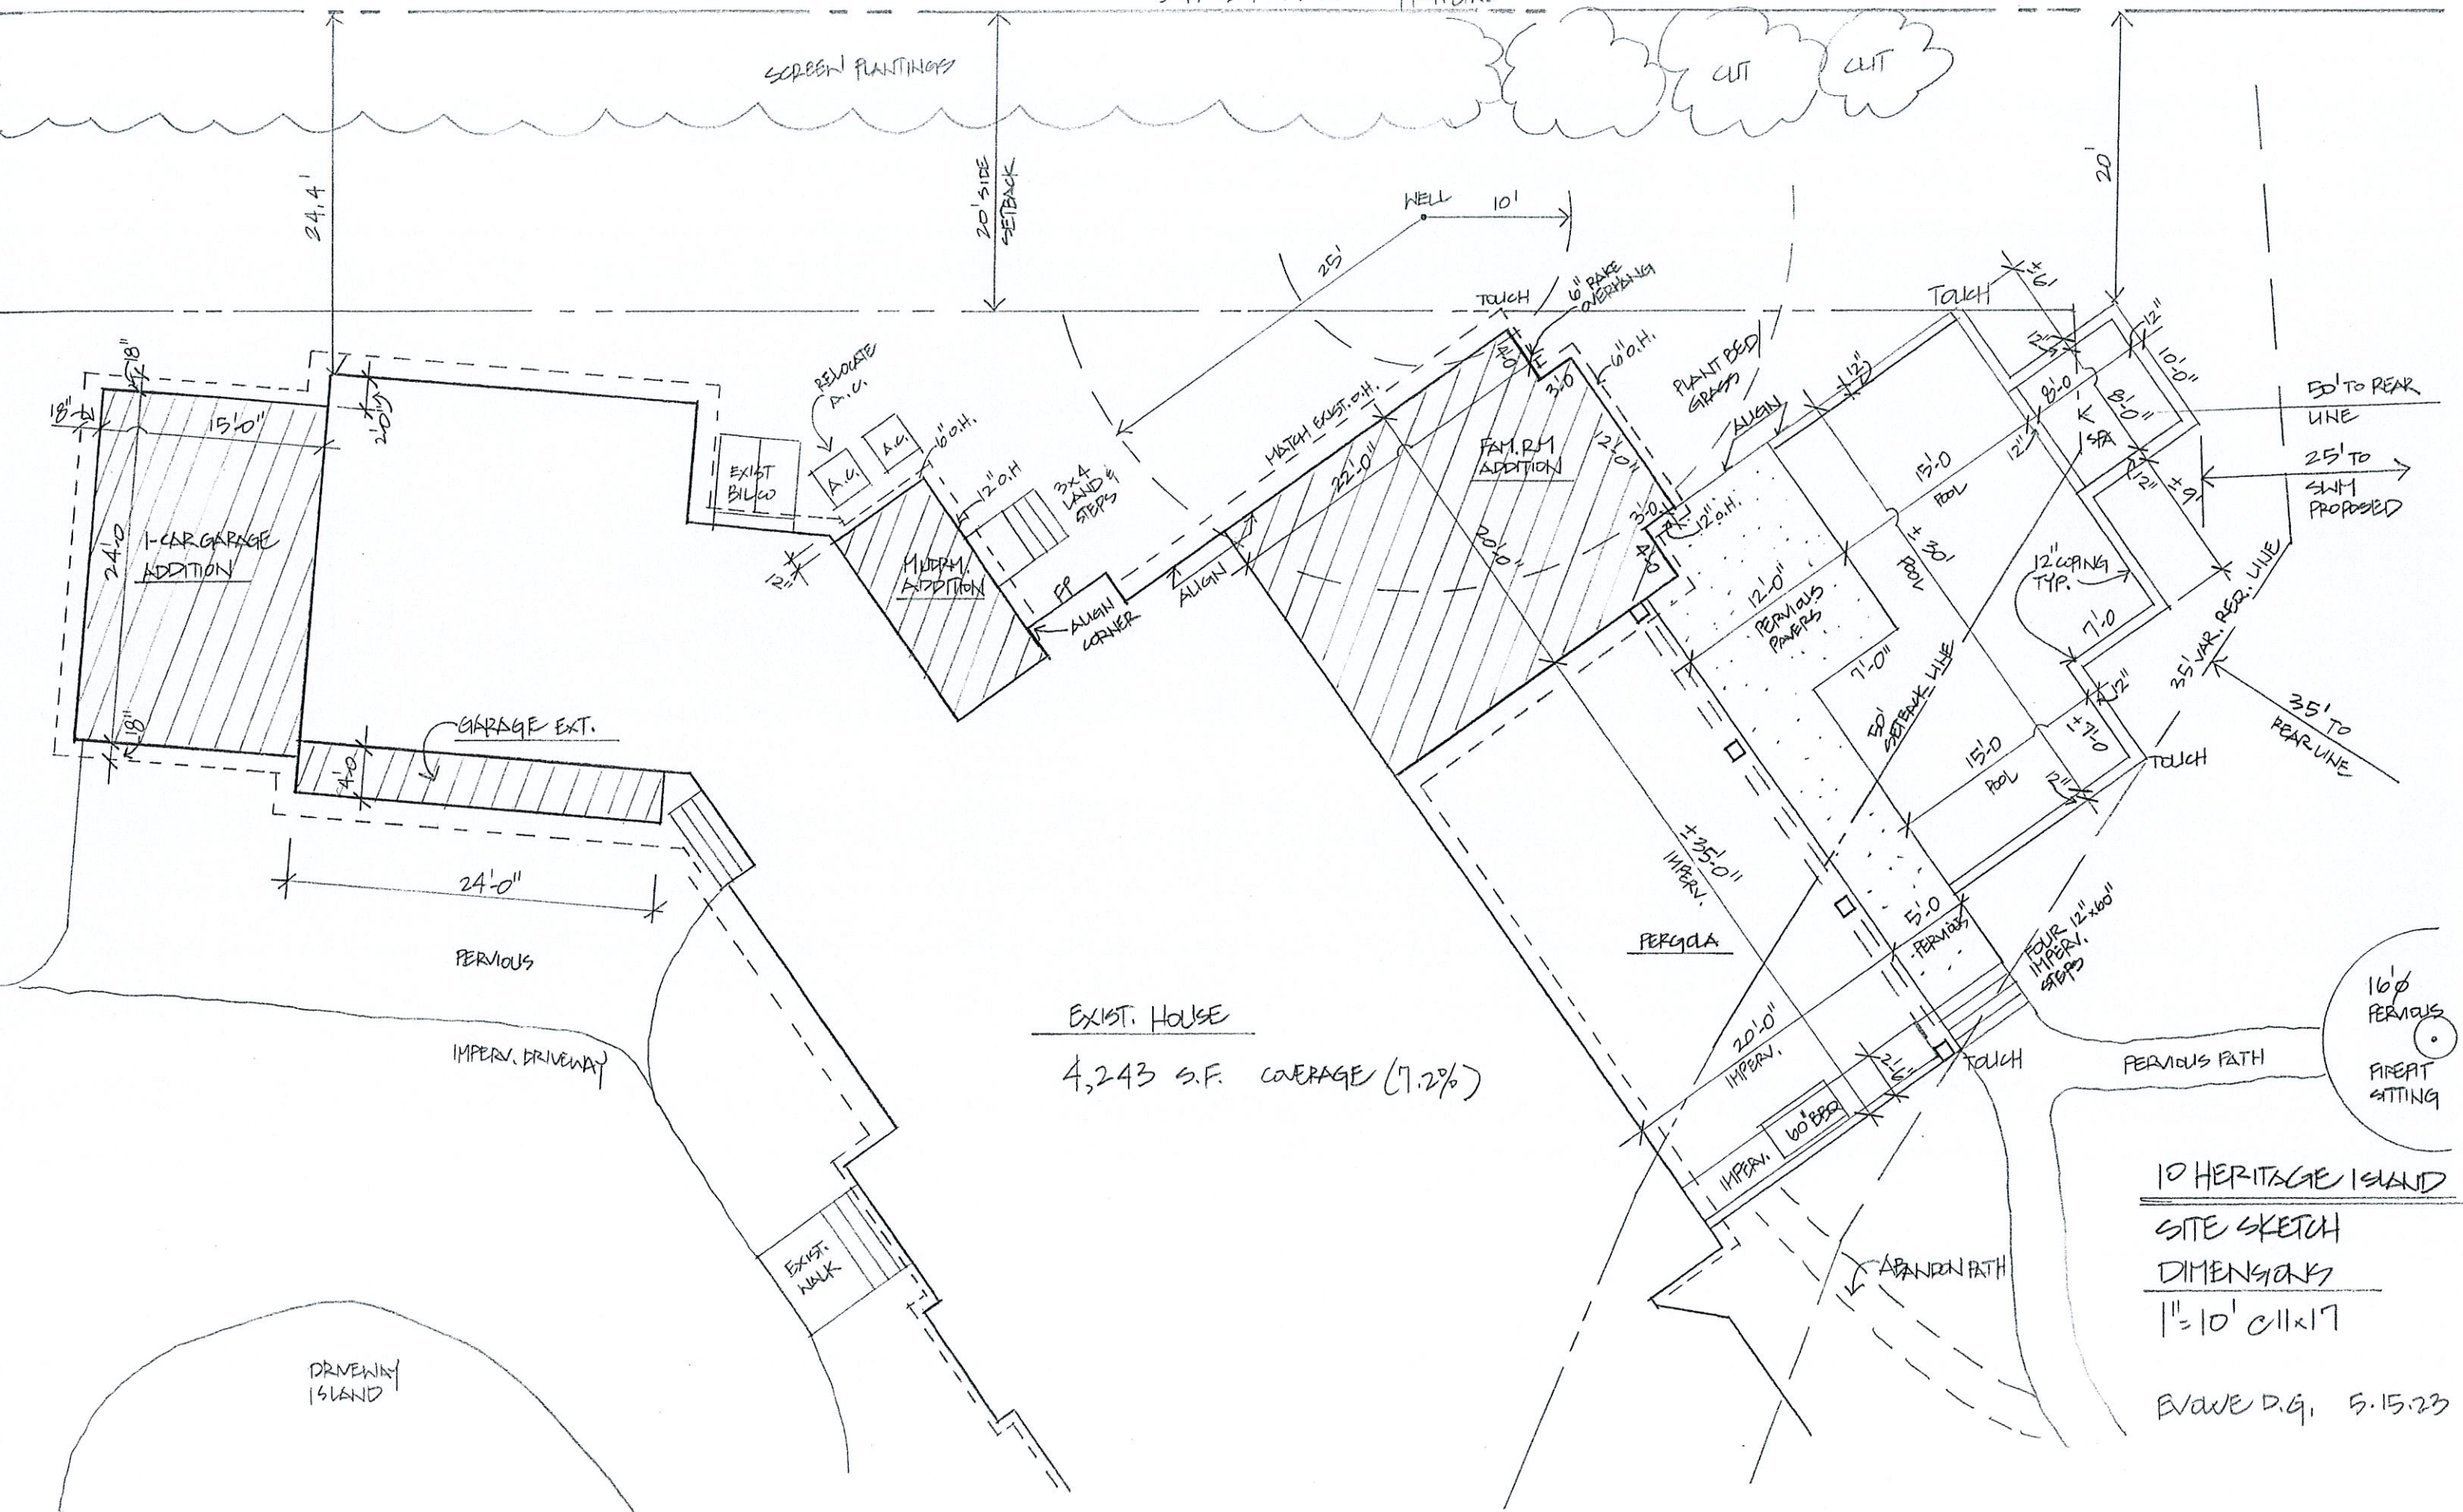 SCREEN PLANTINGS
CUT
CUT
24.4'
20' SIDE
SETBACK
20'
WELL
10'
25'
TOUCH
6" RAKE
OVERHANG
6" O.H.
TOUCH
± 6'
12"
12"
10'-0"
8'-0
8'-0"
SPA
12"
12"
± 9'
50' TO REAR
LINE
25' TO
SWM
PROPOSED
18"
18"
15'-0"
2'-0"
RELOCATE
A.C.
A.C.
A.C.
6" O.H.
EXIST
BILCO
12" O.H
3x4
LAND &
STEPS
MATCH EXIST. O.H.
22'-0"
4'-0
3'-0
FAM. RM
ADDITION
12'-0"
3'-0
12" O.H.
4'-0
20'-0"
PLANT BED/
GRASS
ALIGN
12"
15'-0
POOL
± 30'
POOL
12" COPING
TYP.
7'-0
35' VAR. REQ. LINE
35' TO
REAR LINE
1-CAR GARAGE
ADDITION
24'-0
18"
MUDRM.
ADDITION
12"
FP
ALIGN
CORNER
ALIGN
12'-0"
PERVIOUS
PAVERS
7'-0"
50'
SETBACK LINE
15'-0
POOL
12"
±7'-0
12"
TOUCH
GARAGE EXT.
4'-0
24'-0"
±35'-0"
IMPERV.
PERGOLA
5'-0
PERVIOUS
FOUR 12"x60"
IMPERV.
STEPS
PERVIOUS
IMPERV. DRIVEWAY
EXIST. HOUSE
4,243 S.F. COVERAGE (7.2%)
20'-0"
IMPERV.
2'-6"
TOUCH
60" BBQ
IMPERV.
PERVIOUS PATH
16'ø
PERVIOUS
FIREPIT
SITTING
EXIST.
WALK
ABANDON PATH
DRIVEWAY
ISLAND
10 HERITAGE ISLAND
SITE SKETCH
DIMENSIONS
1"=10' @ 11x17
EVOLVE D.G. 5.15.23